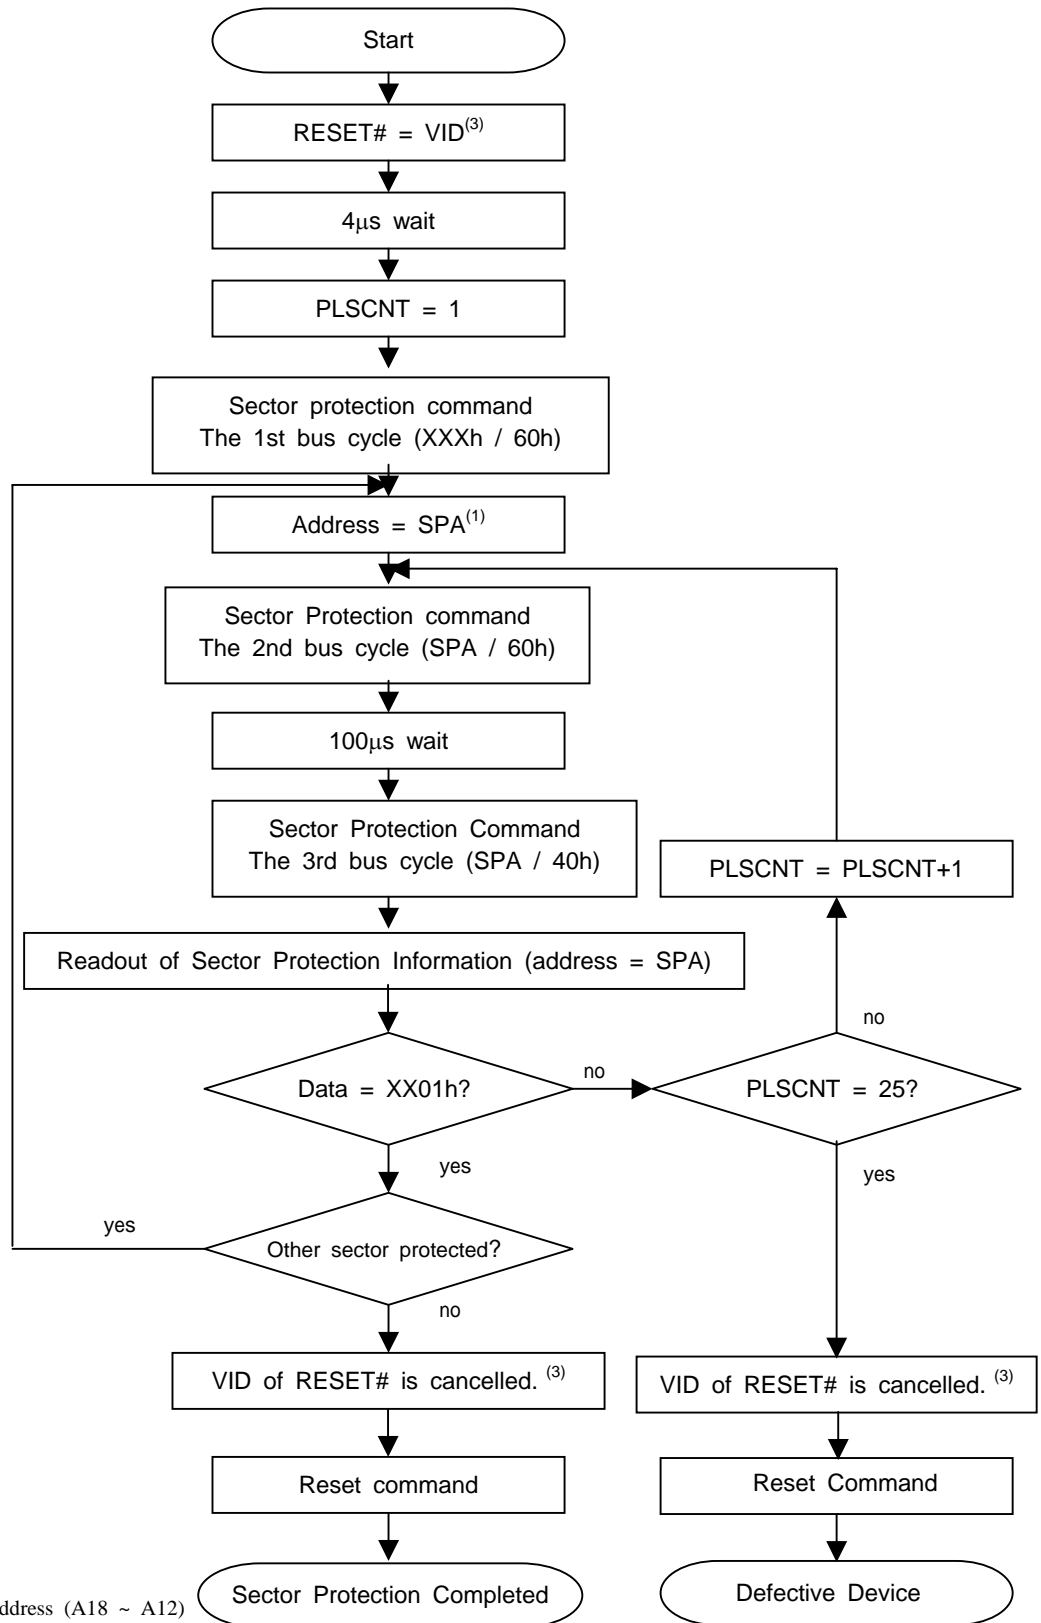 Start
RESET# = VID(3)
4μs wait
PLSCNT = 1
Sector protection command
The 1st bus cycle (XXXh / 60h)
Address = SPA(1)
Sector Protection command
The 2nd bus cycle (SPA / 60h)
100μs wait
Sector Protection Command
The 3rd bus cycle (SPA / 40h)
PLSCNT = PLSCNT+1
Readout of Sector Protection Information (address = SPA)
no
Data = XX01h?
no
PLSCNT = 25?
yes
yes
yes
Other sector protected?
no
VID of RESET# is cancelled. (3)
VID of RESET# is cancelled. (3)
Reset command
Reset Command
Sector Protection Completed
Defective Device
(A18 ~ A12)